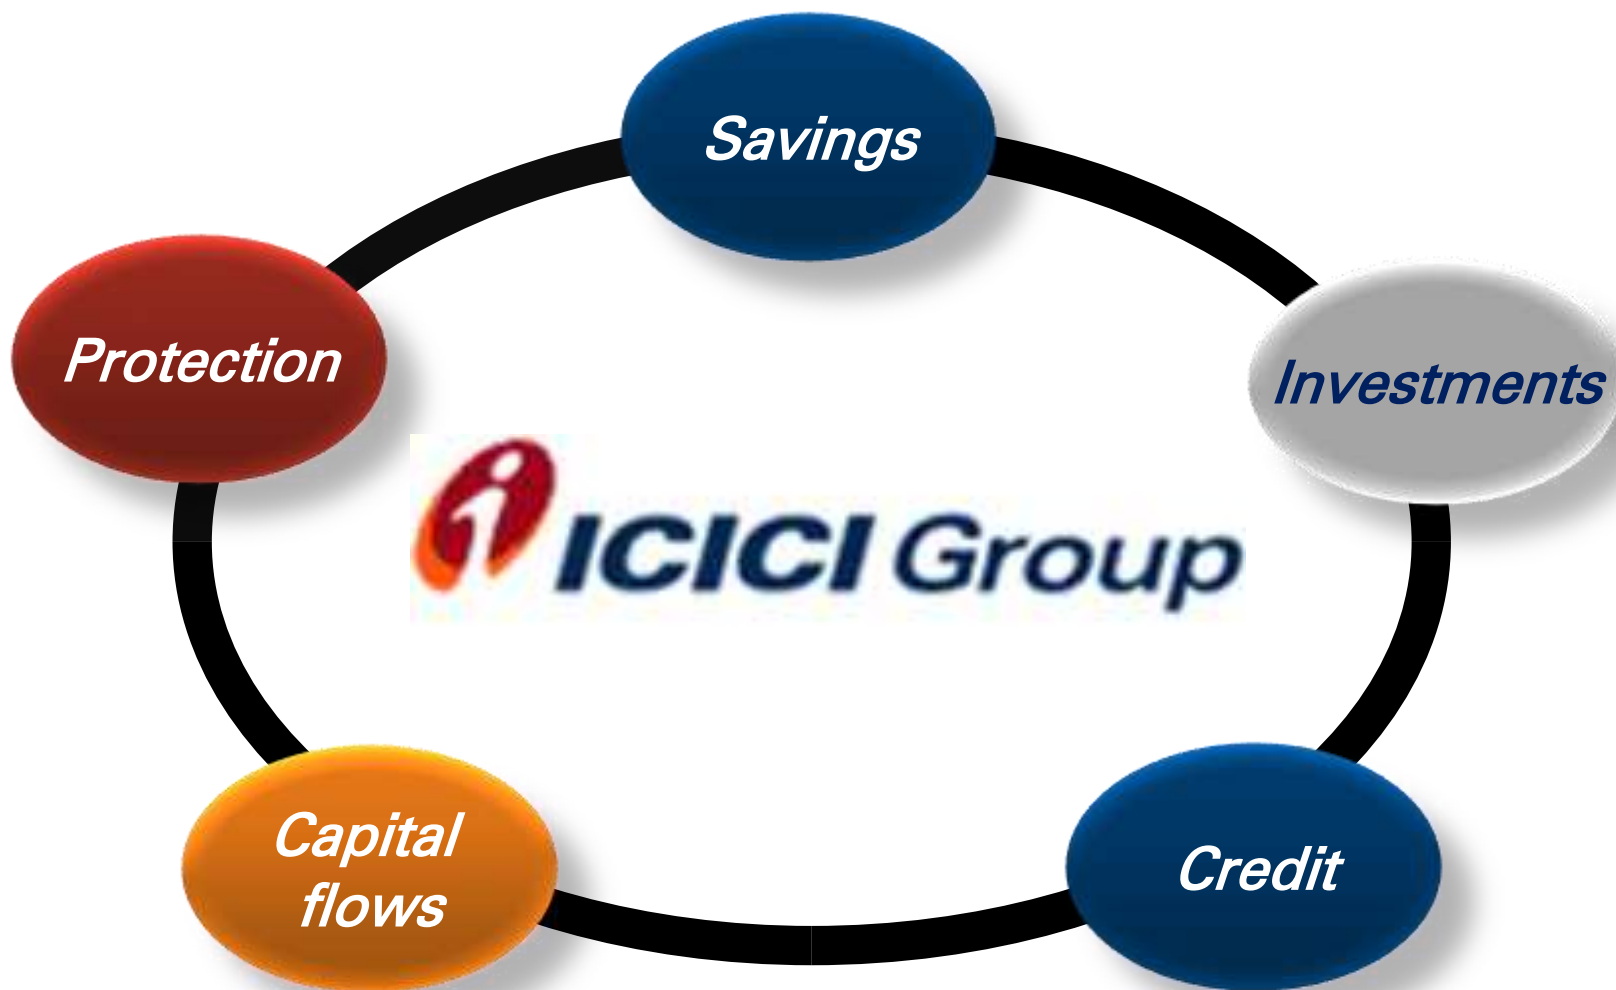 Savings
Protection
Investments
ICICI Group
Capital
flows
Credit